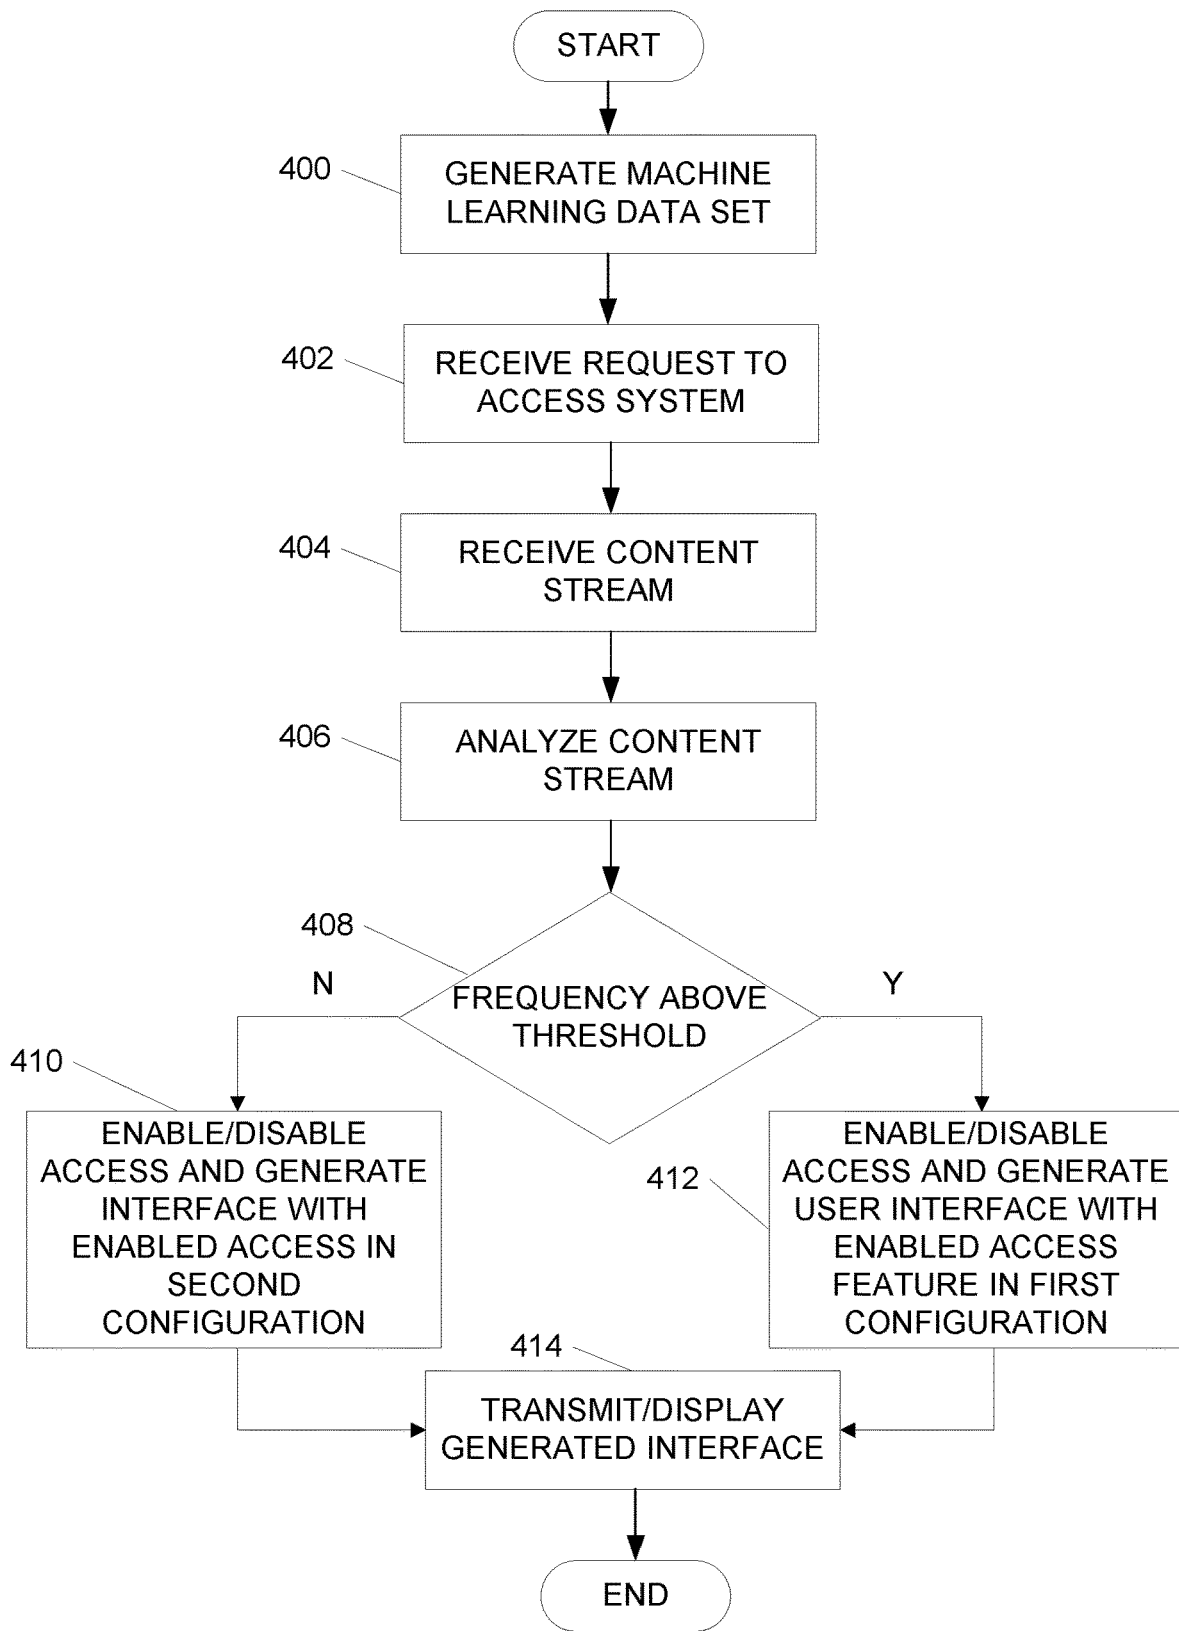 START
400
GENERATE MACHINE
LEARNING DATA SET
402
RECEIVE REQUEST TO
ACCESS SYSTEM
404
RECEIVE CONTENT
STREAM
406
ANALYZE CONTENT
STREAM
408
FREQUENCY ABOVE
THRESHOLD
N
Y
410
ENABLE/DISABLE
ACCESS AND GENERATE
INTERFACE WITH
ENABLED ACCESS IN
SECOND
CONFIGURATION
412
ENABLE/DISABLE
ACCESS AND GENERATE
USER INTERFACE WITH
ENABLED ACCESS
FEATURE IN FIRST
CONFIGURATION
414
TRANSMIT/DISPLAY
GENERATED INTERFACE
END